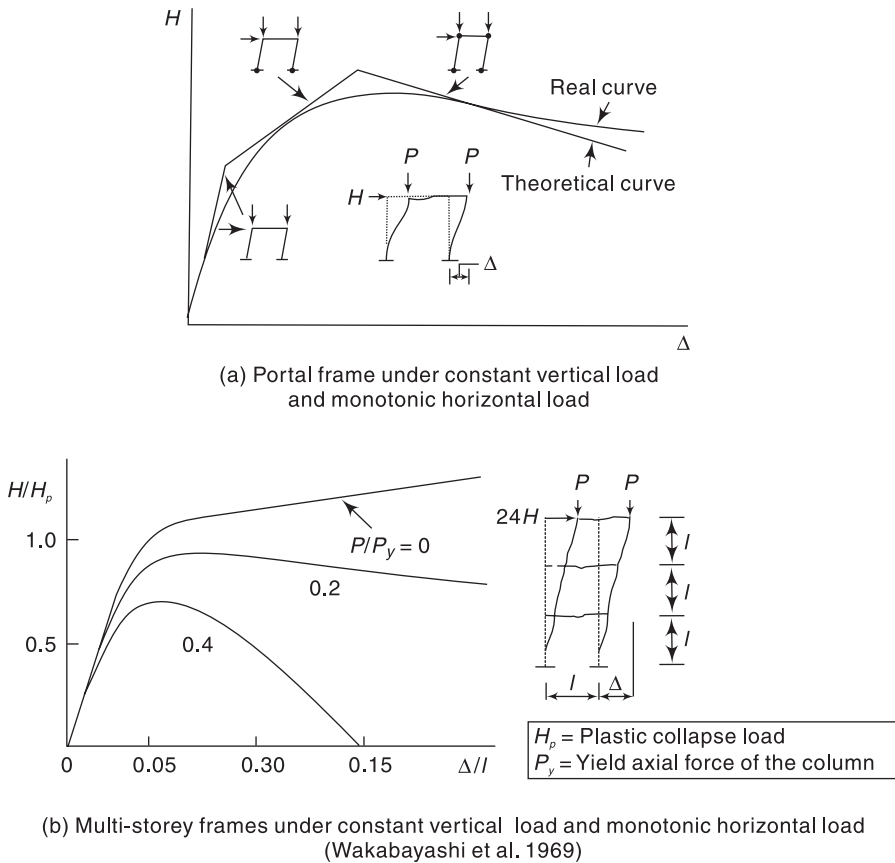 H
Real curve
P P
H
Theoretical curve
Δ
Δ
(a) Portal frame under constant vertical load
and monotonic horizontal load
H/Hₚ
1.0
0.5
P/Pᵧ = 0
0.2
0.4
0 0.05 0.30 0.15 Δ/l
P P
24H
l
l
l
l Δ
Hₚ = Plastic collapse load
Pᵧ = Yield axial force of the column
(b) Multi-storey frames under constant vertical load and monotonic horizontal load
(Wakabayashi et al. 1969)